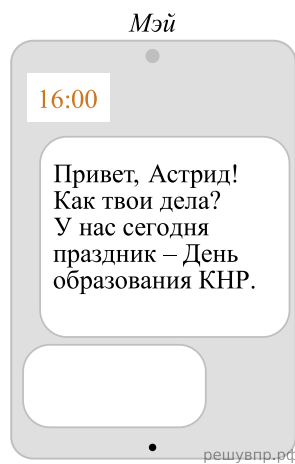 Мэй
16:00
Привет, Астрид!
Как твои дела?
У нас сегодня
праздник – День
образования КНР.
решувпр.рф